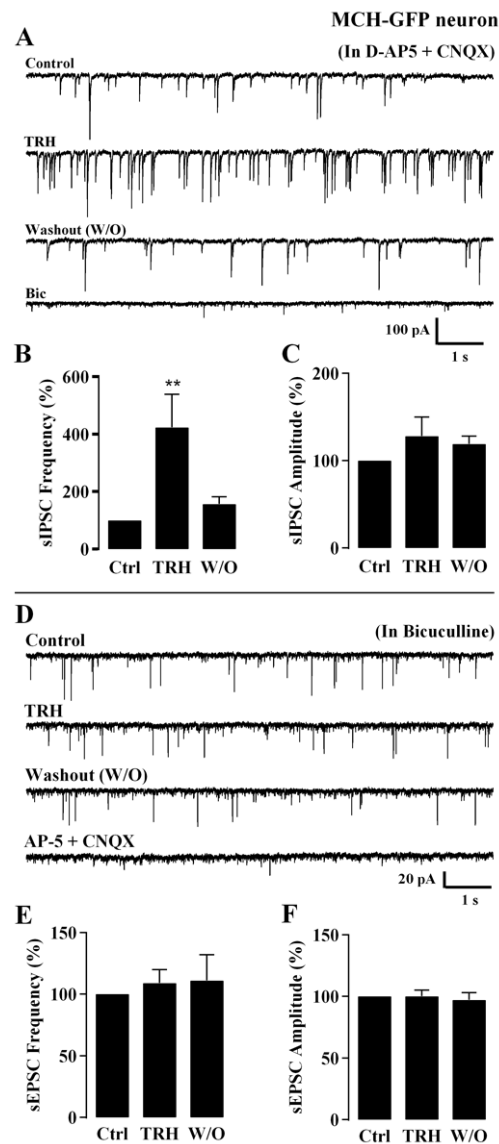 MCH-GFP neuron
A
(In D-AP5 + CNQX)
Control
TRH
Washout (W/O)
Bic
100 pA
1 s
B
C
sIPSC Frequency (%)
600
400
200
0
**
Ctrl TRH W/O
sIPSC Amplitude (%)
200
100
0
Ctrl TRH W/O
D
(In Bicuculline)
Control
TRH
Washout (W/O)
AP-5 + CNQX
20 pA
1 s
E
F
sEPSC Frequency (%)
150
100
50
0
Ctrl TRH W/O
sEPSC Amplitude (%)
150
100
50
0
Ctrl TRH W/O